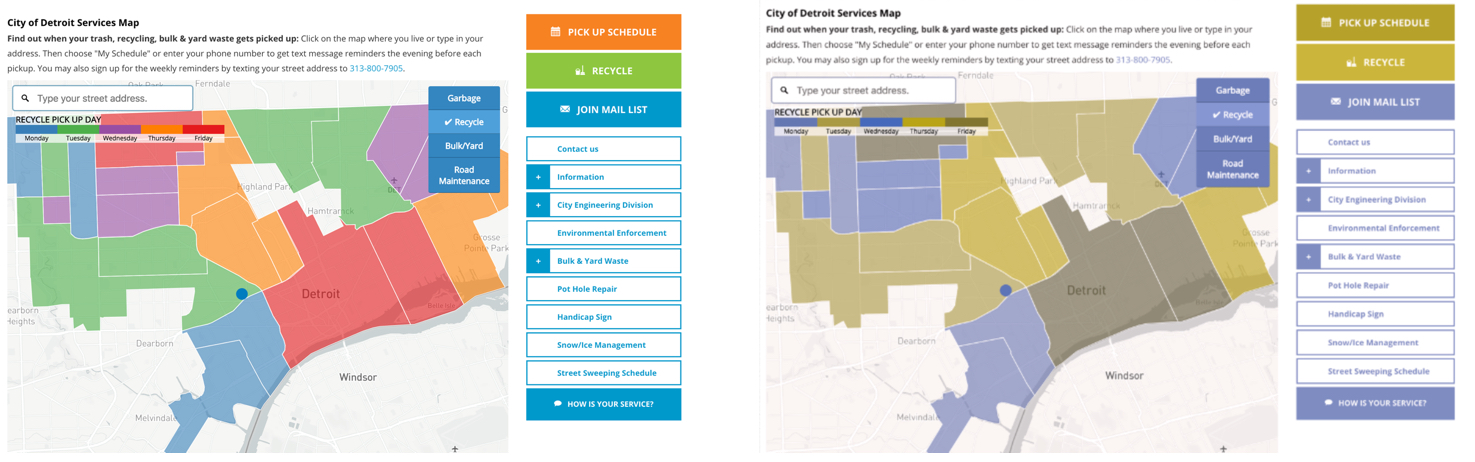 City of Detroit Services Map
Find out when your trash, recycling, bulk & yard waste gets picked up: Click on the map where you live or type in your
address. Then choose "My Schedule" or enter your phone number to get text message reminders the evening before each
pickup. You may also sign up for the weekly reminders by texting your street address to 313-800-7905.
Ferndale
Type your street address.
RECYCLE PICK UP DAY
Monday Tuesday Wednesday Thursday Friday
Garbage
✔ Recycle
Bulk/Yard
Road
Maintenance
Highland Park
Hamtramck
Grosse
Pointe Park
Detroit
Heights
Dearborn
Windsor
Melvindale
PICK UP SCHEDULE
RECYCLE
JOIN MAIL LIST
Contact us
+ Information
+ City Engineering Division
Environmental Enforcement
+ Bulk & Yard Waste
Pot Hole Repair
Handicap Sign
Snow/Ice Management
Street Sweeping Schedule
HOW IS YOUR SERVICE?
City of Detroit Services Map
Find out when your trash, recycling, bulk & yard waste gets picked up: Click on the map where you live or type in your
address. Then choose "My Schedule" or enter your phone number to get text message reminders the evening before each
pickup. You may also sign up for the weekly reminders by texting your street address to 313-800-7905.
Ferndale
Type your street address.
RECYCLE PICK UP DAY
Monday Tuesday Wednesday Thursday Friday
Garbage
✔ Recycle
Bulk/Yard
Road
Maintenance
Highland Park
Hamtramck
Grosse
Pointe Park
Detroit
Heights
Dearborn
Windsor
Melvindale
PICK UP SCHEDULE
RECYCLE
JOIN MAIL LIST
Contact us
+ Information
+ City Engineering Division
Environmental Enforcement
+ Bulk & Yard Waste
Pot Hole Repair
Handicap Sign
Snow/Ice Management
Street Sweeping Schedule
HOW IS YOUR SERVICE?